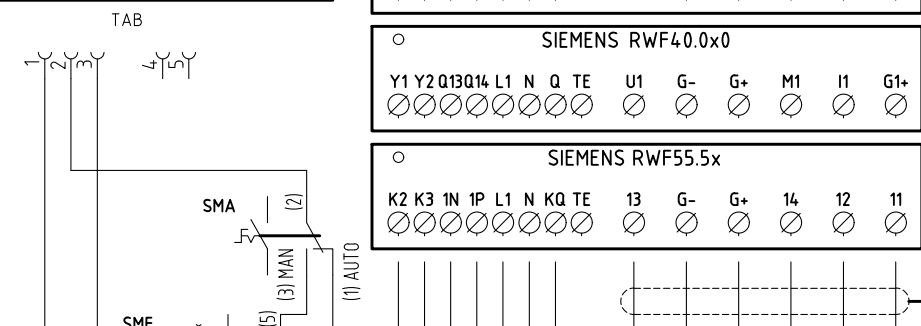 TAB
1 2 3 4 5
SIEMENS RWF40.0x0
Y1 Y2 Q13 Q14 L1 N Q TE U1 G- G+ M1 I1 G1+
SIEMENS RWF55.5x
K2 K3 1N 1P L1 N KQ TE 13 G- G+ 14 12 11
SMA
(2)
(3) MAN
(1) AUTO
(5)